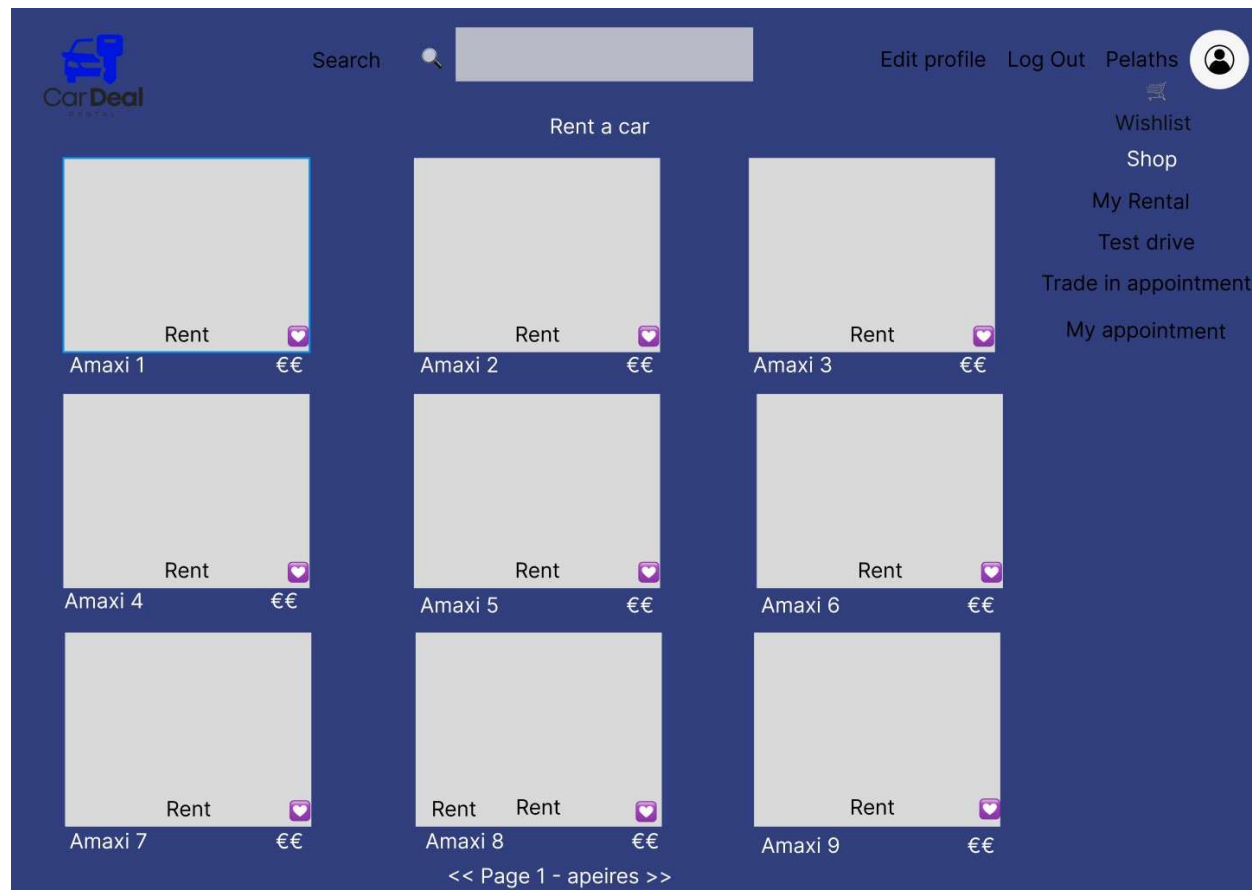 Search
Edit profile Log Out Pelaths
CarDeal
RENTAL
Wishlist
Rent a car
Shop
My Rental
Test drive
Trade in appointment
My appointment
Rent Rent Rent
Amaxi 1 €€ Amaxi 2 €€ Amaxi 3 €€
Rent Rent Rent
Amaxi 4 €€ Amaxi 5 €€ Amaxi 6 €€
Rent Rent Rent Rent
Amaxi 7 €€ Amaxi 8 €€ Amaxi 9 €€
<< Page 1 - apeires >>